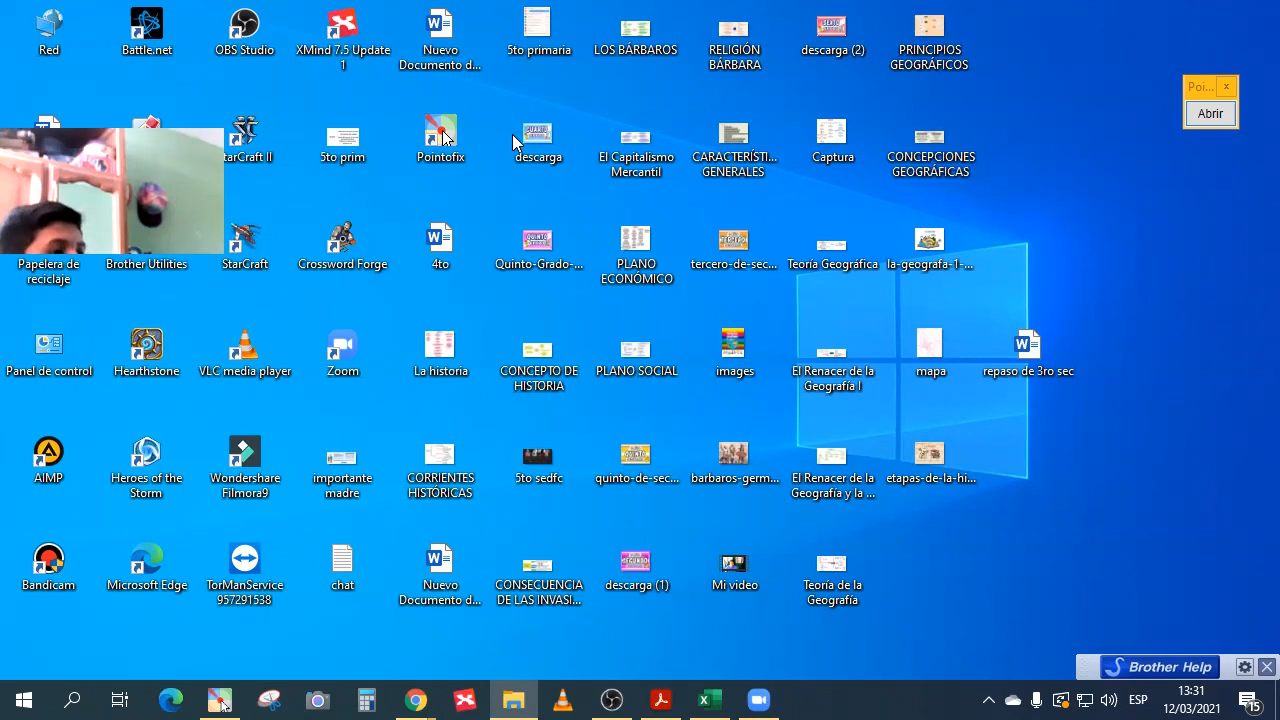 Red
Battle.net
OBS Studio
XMind 7.5 Update
1
Nuevo
Documento d...
5to primaria
LOS BÁRBAROS
RELIGIÓN
BÁRBARA
descarga (2)
PRINCIPIOS
GEOGRÁFICOS
Poi...
Abrir
StarCraft II
5to prim
Pointofix
descarga
El Capitalismo
Mercantil
CARACTERÍSTI...
GENERALES
Captura
CONCEPCIONES
GEOGRÁFICAS
Papelera de
reciclaje
Brother Utilities
StarCraft
Crossword Forge
4to
Quinto-Grado-...
PLANO
ECONÓMICO
tercero-de-sec...
Teoría Geográfica
la-geografa-1-...
Panel de control
Hearthstone
VLC media player
Zoom
La historia
CONCEPTO DE
HISTORIA
PLANO SOCIAL
images
El Renacer de la
Geografía I
mapa
repaso de 3ro sec
AIMP
Heroes of the
Storm
Wondershare
Filmora9
importante
madre
CORRIENTES
HISTÓRICAS
5to sedfc
quinto-de-sec...
barbaros-germ...
El Renacer de la
Geografía y la ...
etapas-de-la-hi...
Bandicam
Microsoft Edge
TorManService
957291538
chat
Nuevo
Documento d...
CONSECUENCIA
DE LAS INVASI...
descarga (1)
Mi video
Teoría de la
Geografía
Brother Help
ESP
13:31
12/03/2021
15